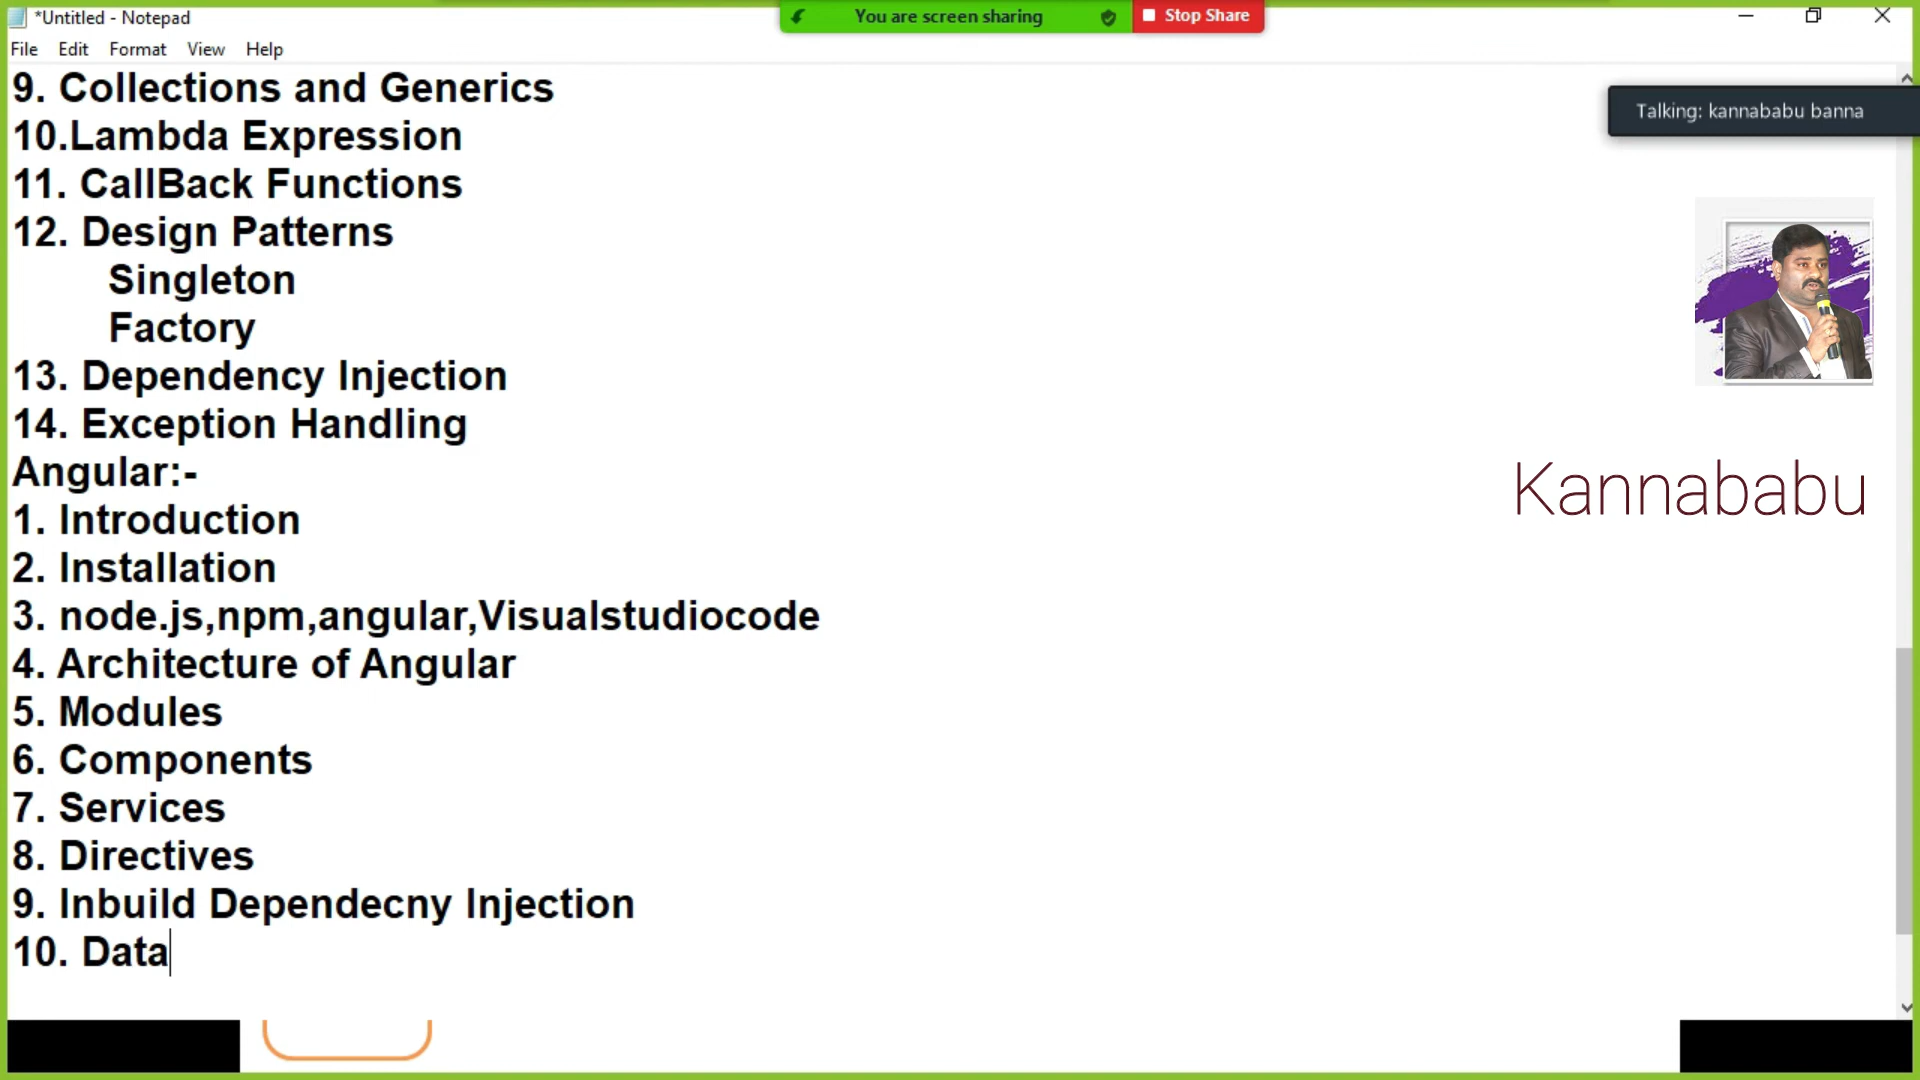 *Untitled - Notepad
You are screen sharing
Stop Share
File Edit Format View Help
9. Collections and Generics
10.Lambda Expression
11. CallBack Functions
12. Design Patterns
Singleton
Factory
13. Dependency Injection
14. Exception Handling
Angular:-
1. Introduction
2. Installation
3. node.js,npm,angular,Visualstudiocode
4. Architecture of Angular
5. Modules
6. Components
7. Services
8. Directives
9. Inbuild Dependecny Injection
10. Data
Talking: kannababu banna
Kannababu